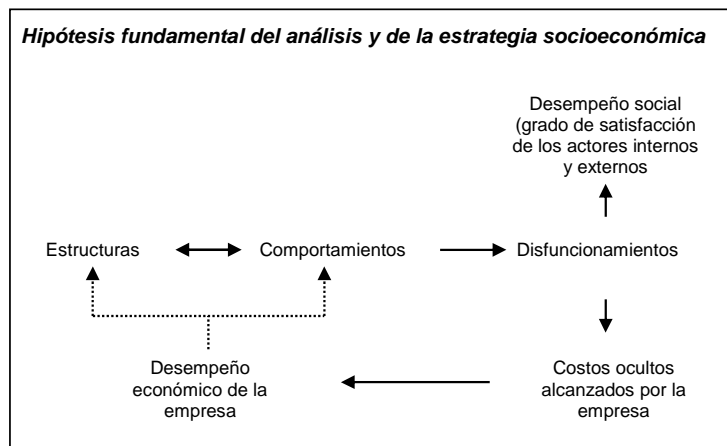 Hipótesis fundamental del análisis y de la estrategia socioeconómica
Desempeño social
(grado de satisfacción
de los actores internos
y externos
Estructuras
Comportamientos
Disfuncionamientos
Desempeño
económico de la
empresa
Costos ocultos
alcanzados por la
empresa